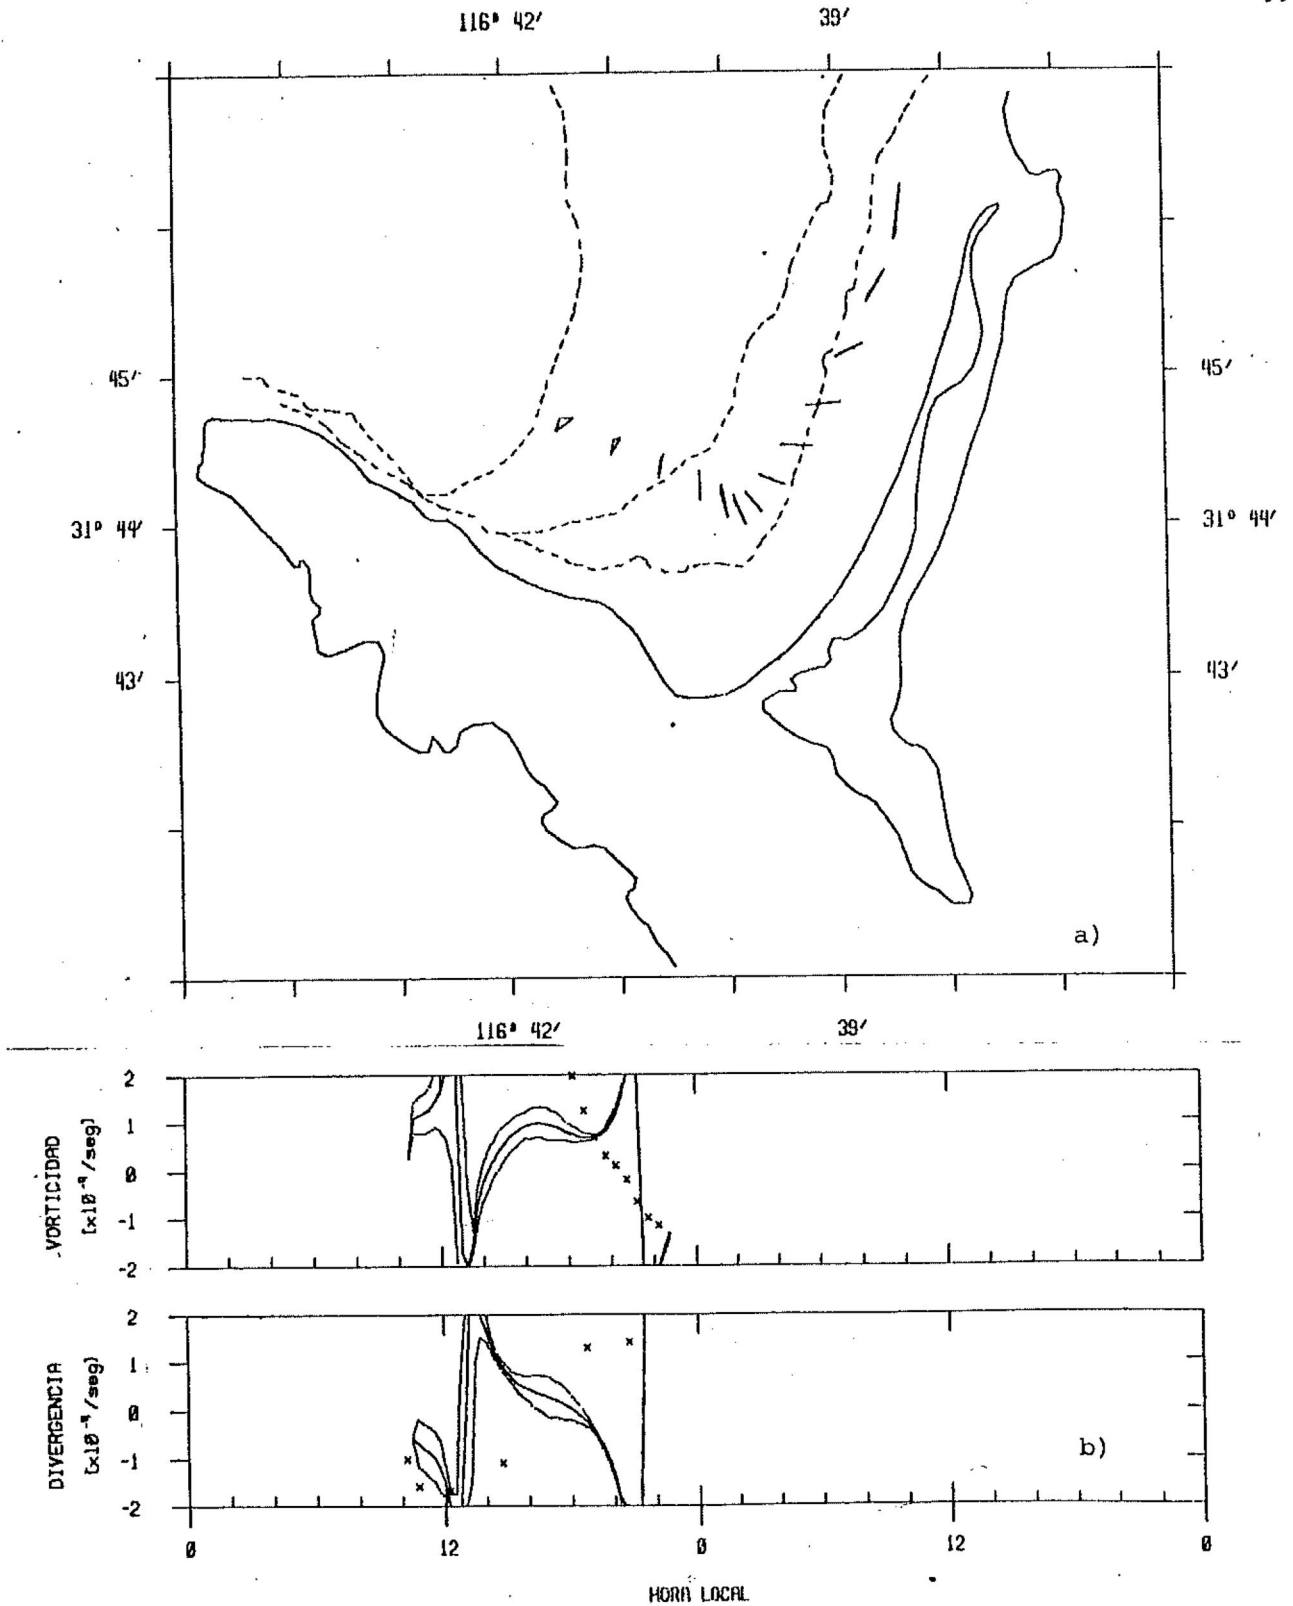 116° 42′ 39′
45′ 45′
31° 44′ 31° 44′
43′ 43′
a)
116° 42′ 39′
VORTICIDAD
[x10⁻⁴/seg]
2
1
0
-1
-2
DIVERGENCIA
[x10⁻⁴/seg]
2
1
0
-1
-2
b)
0 12 0 12 0
HORA LOCAL